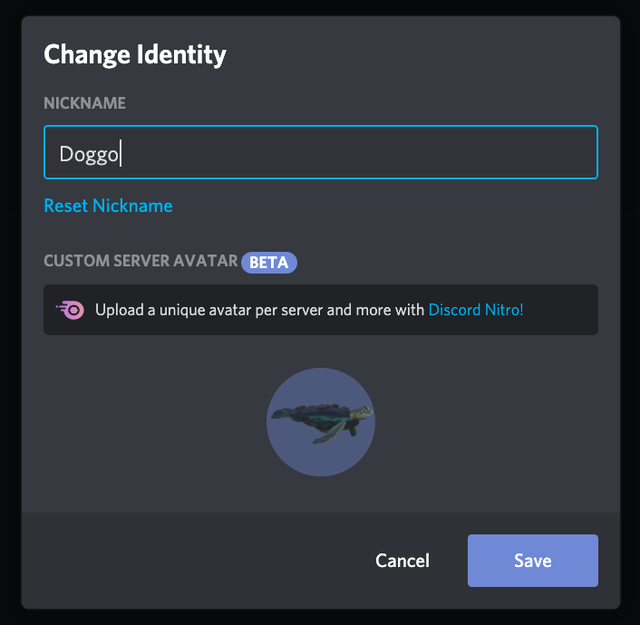 Change Identity
NICKNAME
Doggo
Reset Nickname
CUSTOM SERVER AVATAR BETA
Upload a unique avatar per server and more with Discord Nitro!
Cancel Save